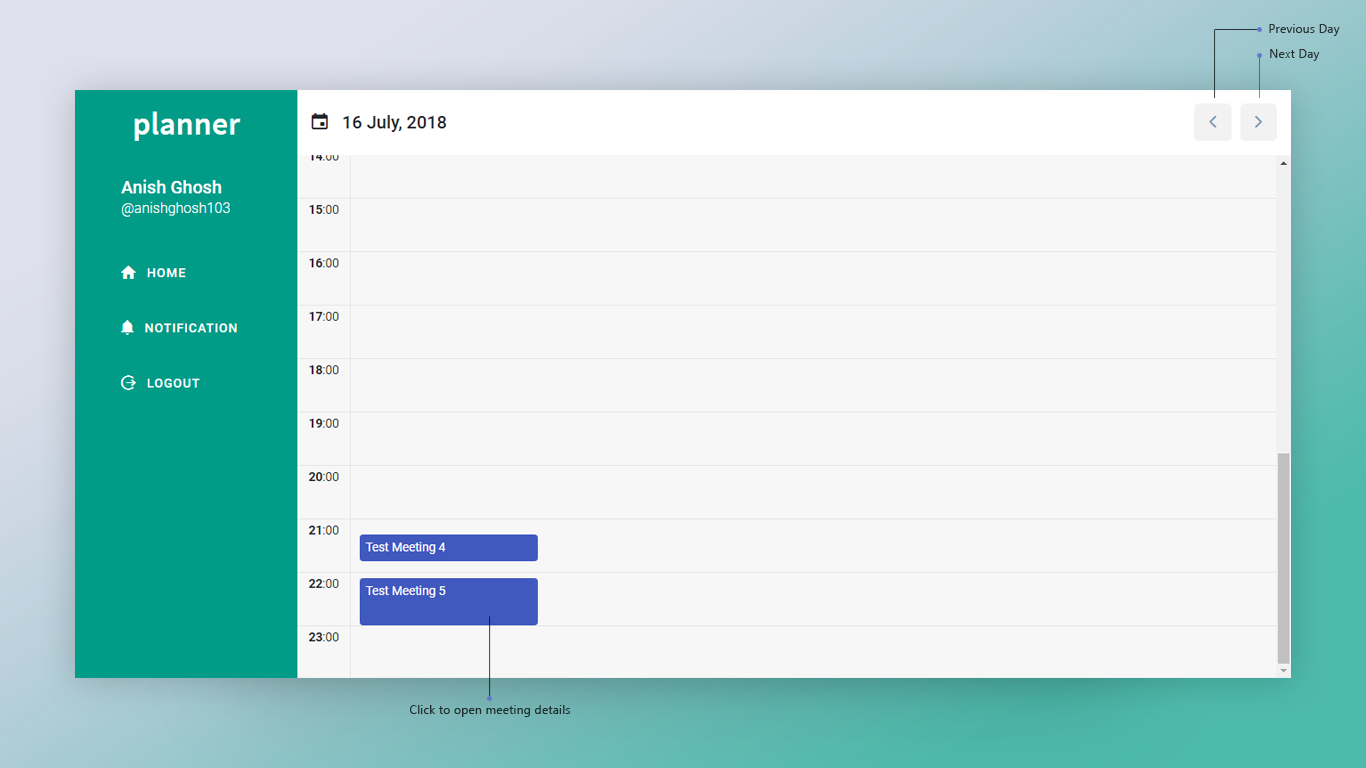 Previous Day
Next Day
planner
16 July, 2018
Anish Ghosh
@anishghosh103
HOME
NOTIFICATION
LOGOUT
14:00
15:00
16:00
17:00
18:00
19:00
20:00
21:00
Test Meeting 4
22:00
Test Meeting 5
23:00
Click to open meeting details